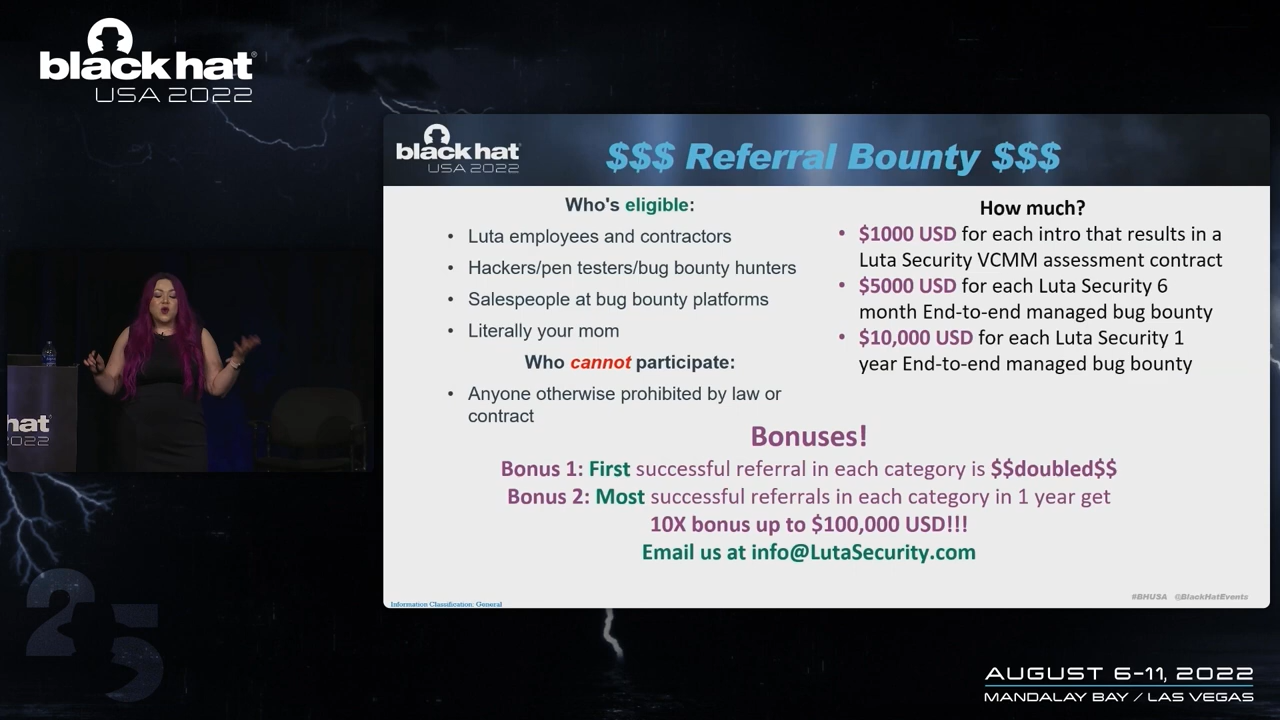 black hat®
USA 2022
black hat®
USA 2022
$$$ Referral Bounty $$$
Who's eligible:
• Luta employees and contractors
• Hackers/pen testers/bug bounty hunters
• Salespeople at bug bounty platforms
• Literally your mom
Who cannot participate:
• Anyone otherwise prohibited by law or
contract
How much?
• $1000 USD for each intro that results in a
Luta Security VCMM assessment contract
• $5000 USD for each Luta Security 6
month End-to-end managed bug bounty
• $10,000 USD for each Luta Security 1
year End-to-end managed bug bounty
Bonuses!
Bonus 1: First successful referral in each category is $$doubled$$
Bonus 2: Most successful referrals in each category in 1 year get
10X bonus up to $100,000 USD!!!
Email us at info@LutaSecurity.com
Information Classification: General
#BHUSA @BlackHatEvents
hat
2022
25
AUGUST 6-11, 2022
MANDALAY BAY / LAS VEGAS